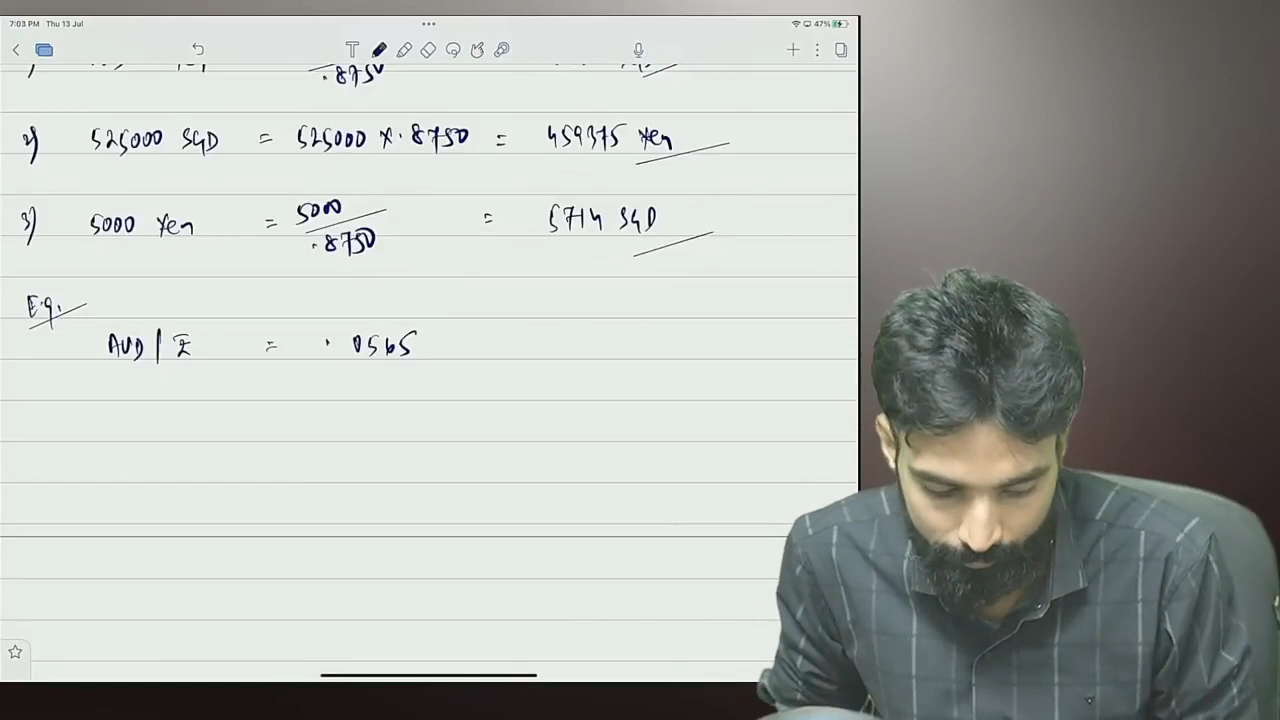 7:03 PM Thu 13 Jul
47%
.8750
2) 525000 SGD = 525000 x .8750 = 459375 Yen
3) 5000 Yen = 5000 / .8750 = 5714 SGD
E.g.
AUD | £ = . 0565